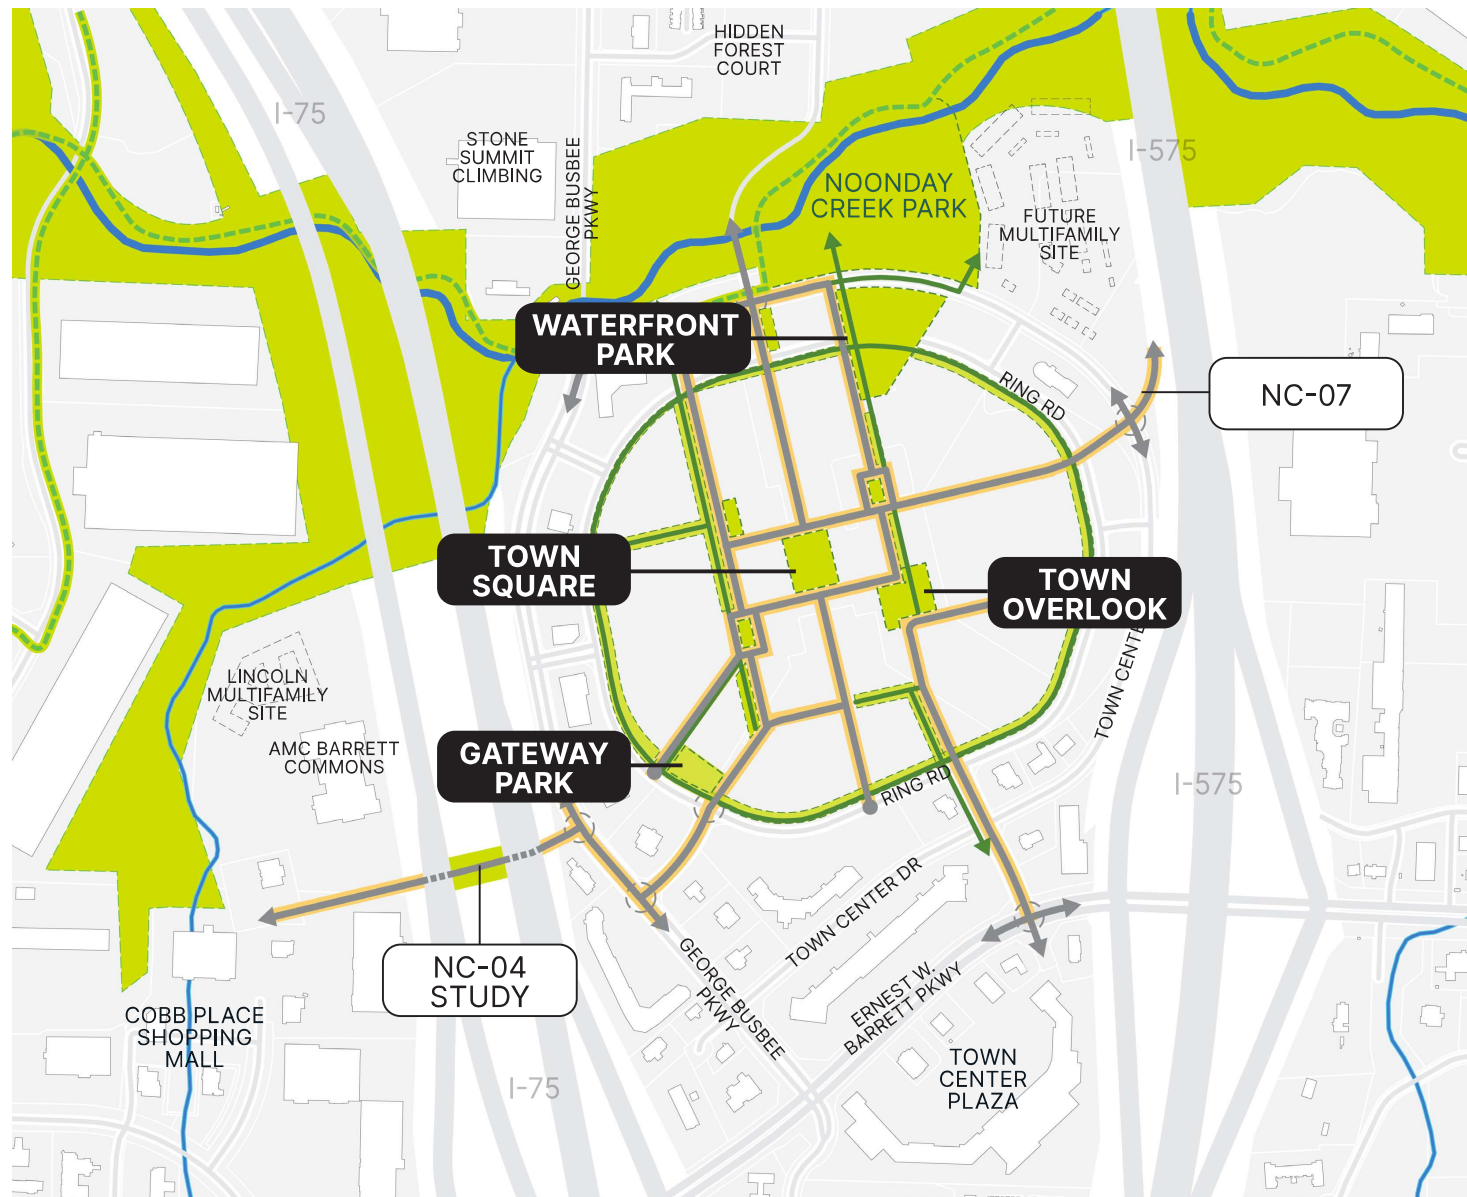 HIDDEN
FOREST
COURT
I-75
STONE
SUMMIT
CLIMBING
GEORGE BUSBEE
PKWY
I-575
NOONDAY
CREEK PARK
FUTURE
MULTIFAMILY
SITE
WATERFRONT
PARK
RING RD
NC-07
TOWN
SQUARE
TOWN
OVERLOOK
TOWN CENTE
LINCOLN
MULTIFAMILY
SITE
AMC BARRETT
COMMONS
GATEWAY
PARK
RING RD
I-575
TOWN CENTER DR
NC-04
STUDY
GEORGE BUSBEE
PKWY
ERNEST W.
BARRETT PKWY
COBB PLACE
SHOPPING
MALL
TOWN
CENTER
PLAZA
I-75